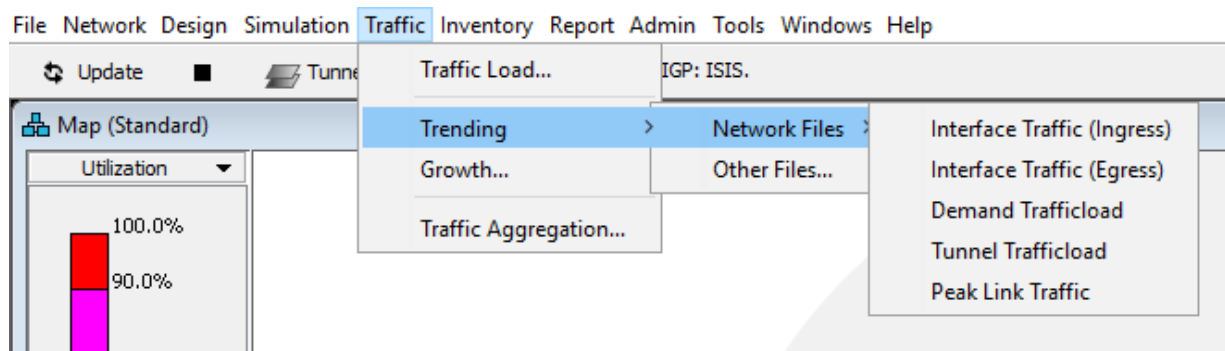 File Network Design Simulation Traffic Inventory Report Admin Tools Windows Help
Update Tunne IGP: ISIS.
Traffic Load...
Map (Standard)
Trending > Network Files > Interface Traffic (Ingress)
Utilization Growth... Other Files... Interface Traffic (Egress)
Demand Trafficload
100.0% Traffic Aggregation...
Tunnel Trafficload
90.0%
Peak Link Traffic